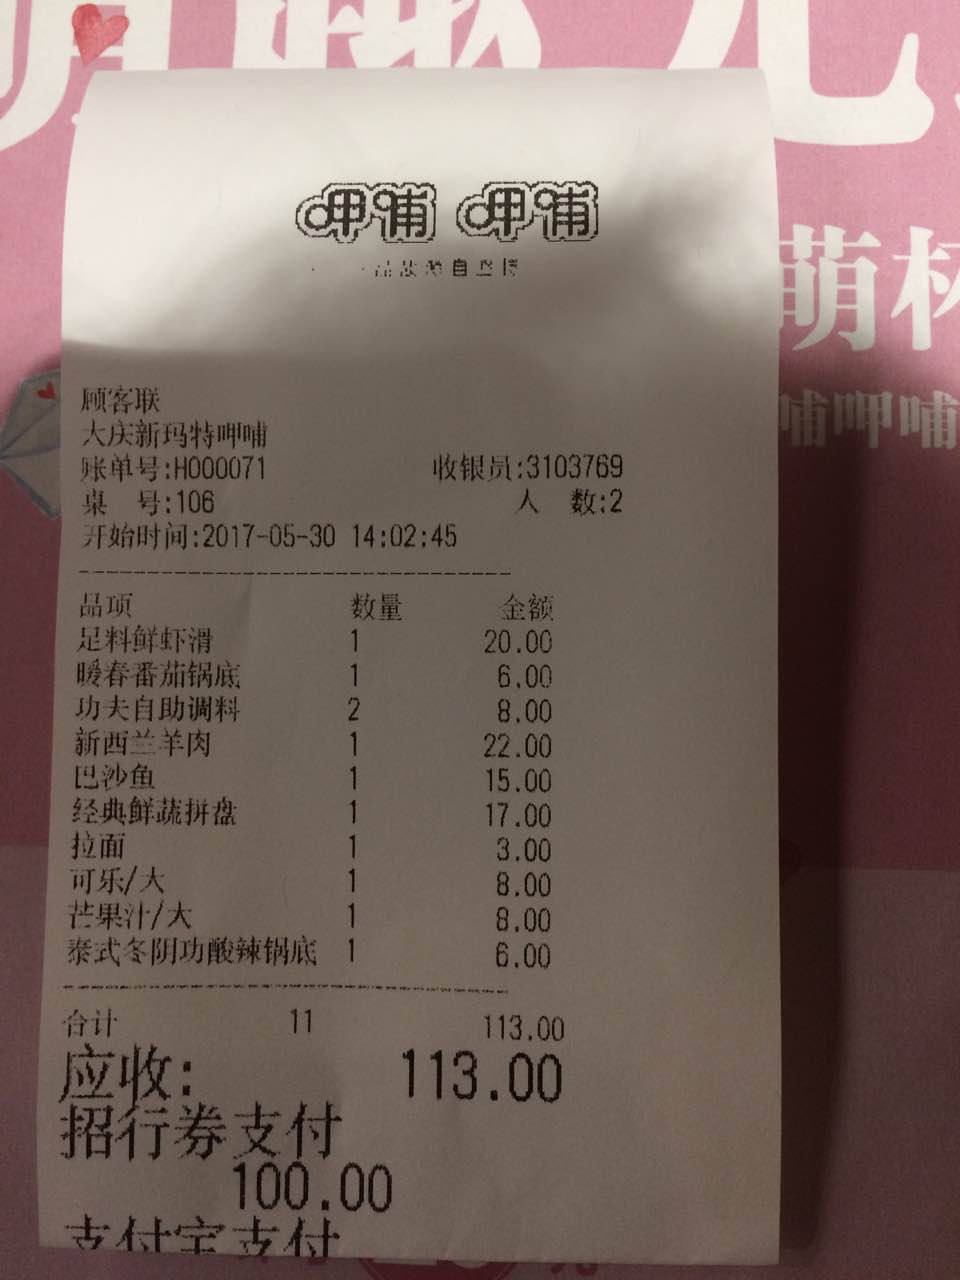 呷哺 呷哺
顾客联
大庆新玛特呷哺
账单号:H000071 收银员:3103769
桌 号:106 人 数:2
开始时间:2017-05-30 14:02:45
品项 数量 金额
足料鲜虾滑 1 20.00
暖春番茄锅底 1 6.00
功夫自助调料 2 8.00
新西兰羊肉 1 22.00
巴沙鱼 1 15.00
经典鲜蔬拼盘 1 17.00
拉面 1 3.00
可乐/大 1 8.00
芒果汁/大 1 8.00
泰式冬阴功酸辣锅底 1 6.00
合计 11 113.00
应收: 113.00
招行券支付
100.00
支付宝支付
萌杯
哺呷哺